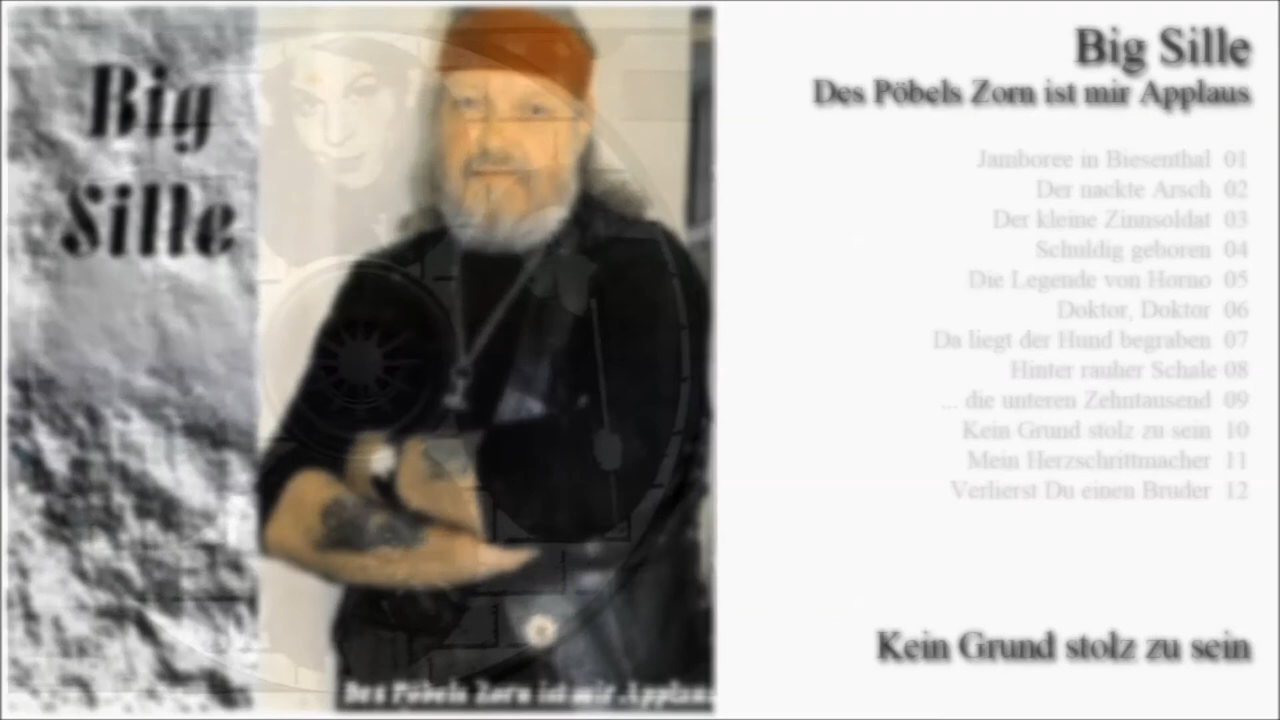 Big
Sille
Des Pöbels Zorn ist mir Applaus
Big Sille
Des Pöbels Zorn ist mir Applaus
Jamboree in Biesenthal 01
Der nackte Arsch 02
Der kleine Zinnsoldat 03
Schuldig geboren 04
Die Legende von Horno 05
Doktor, Doktor 06
Da liegt der Hund begraben 07
Hinter rauher Schale 08
... die unteren Zehntausend 09
Kein Grund stolz zu sein 10
Mein Herzschrittmacher 11
Verlierst Du einen Bruder 12
Kein Grund stolz zu sein